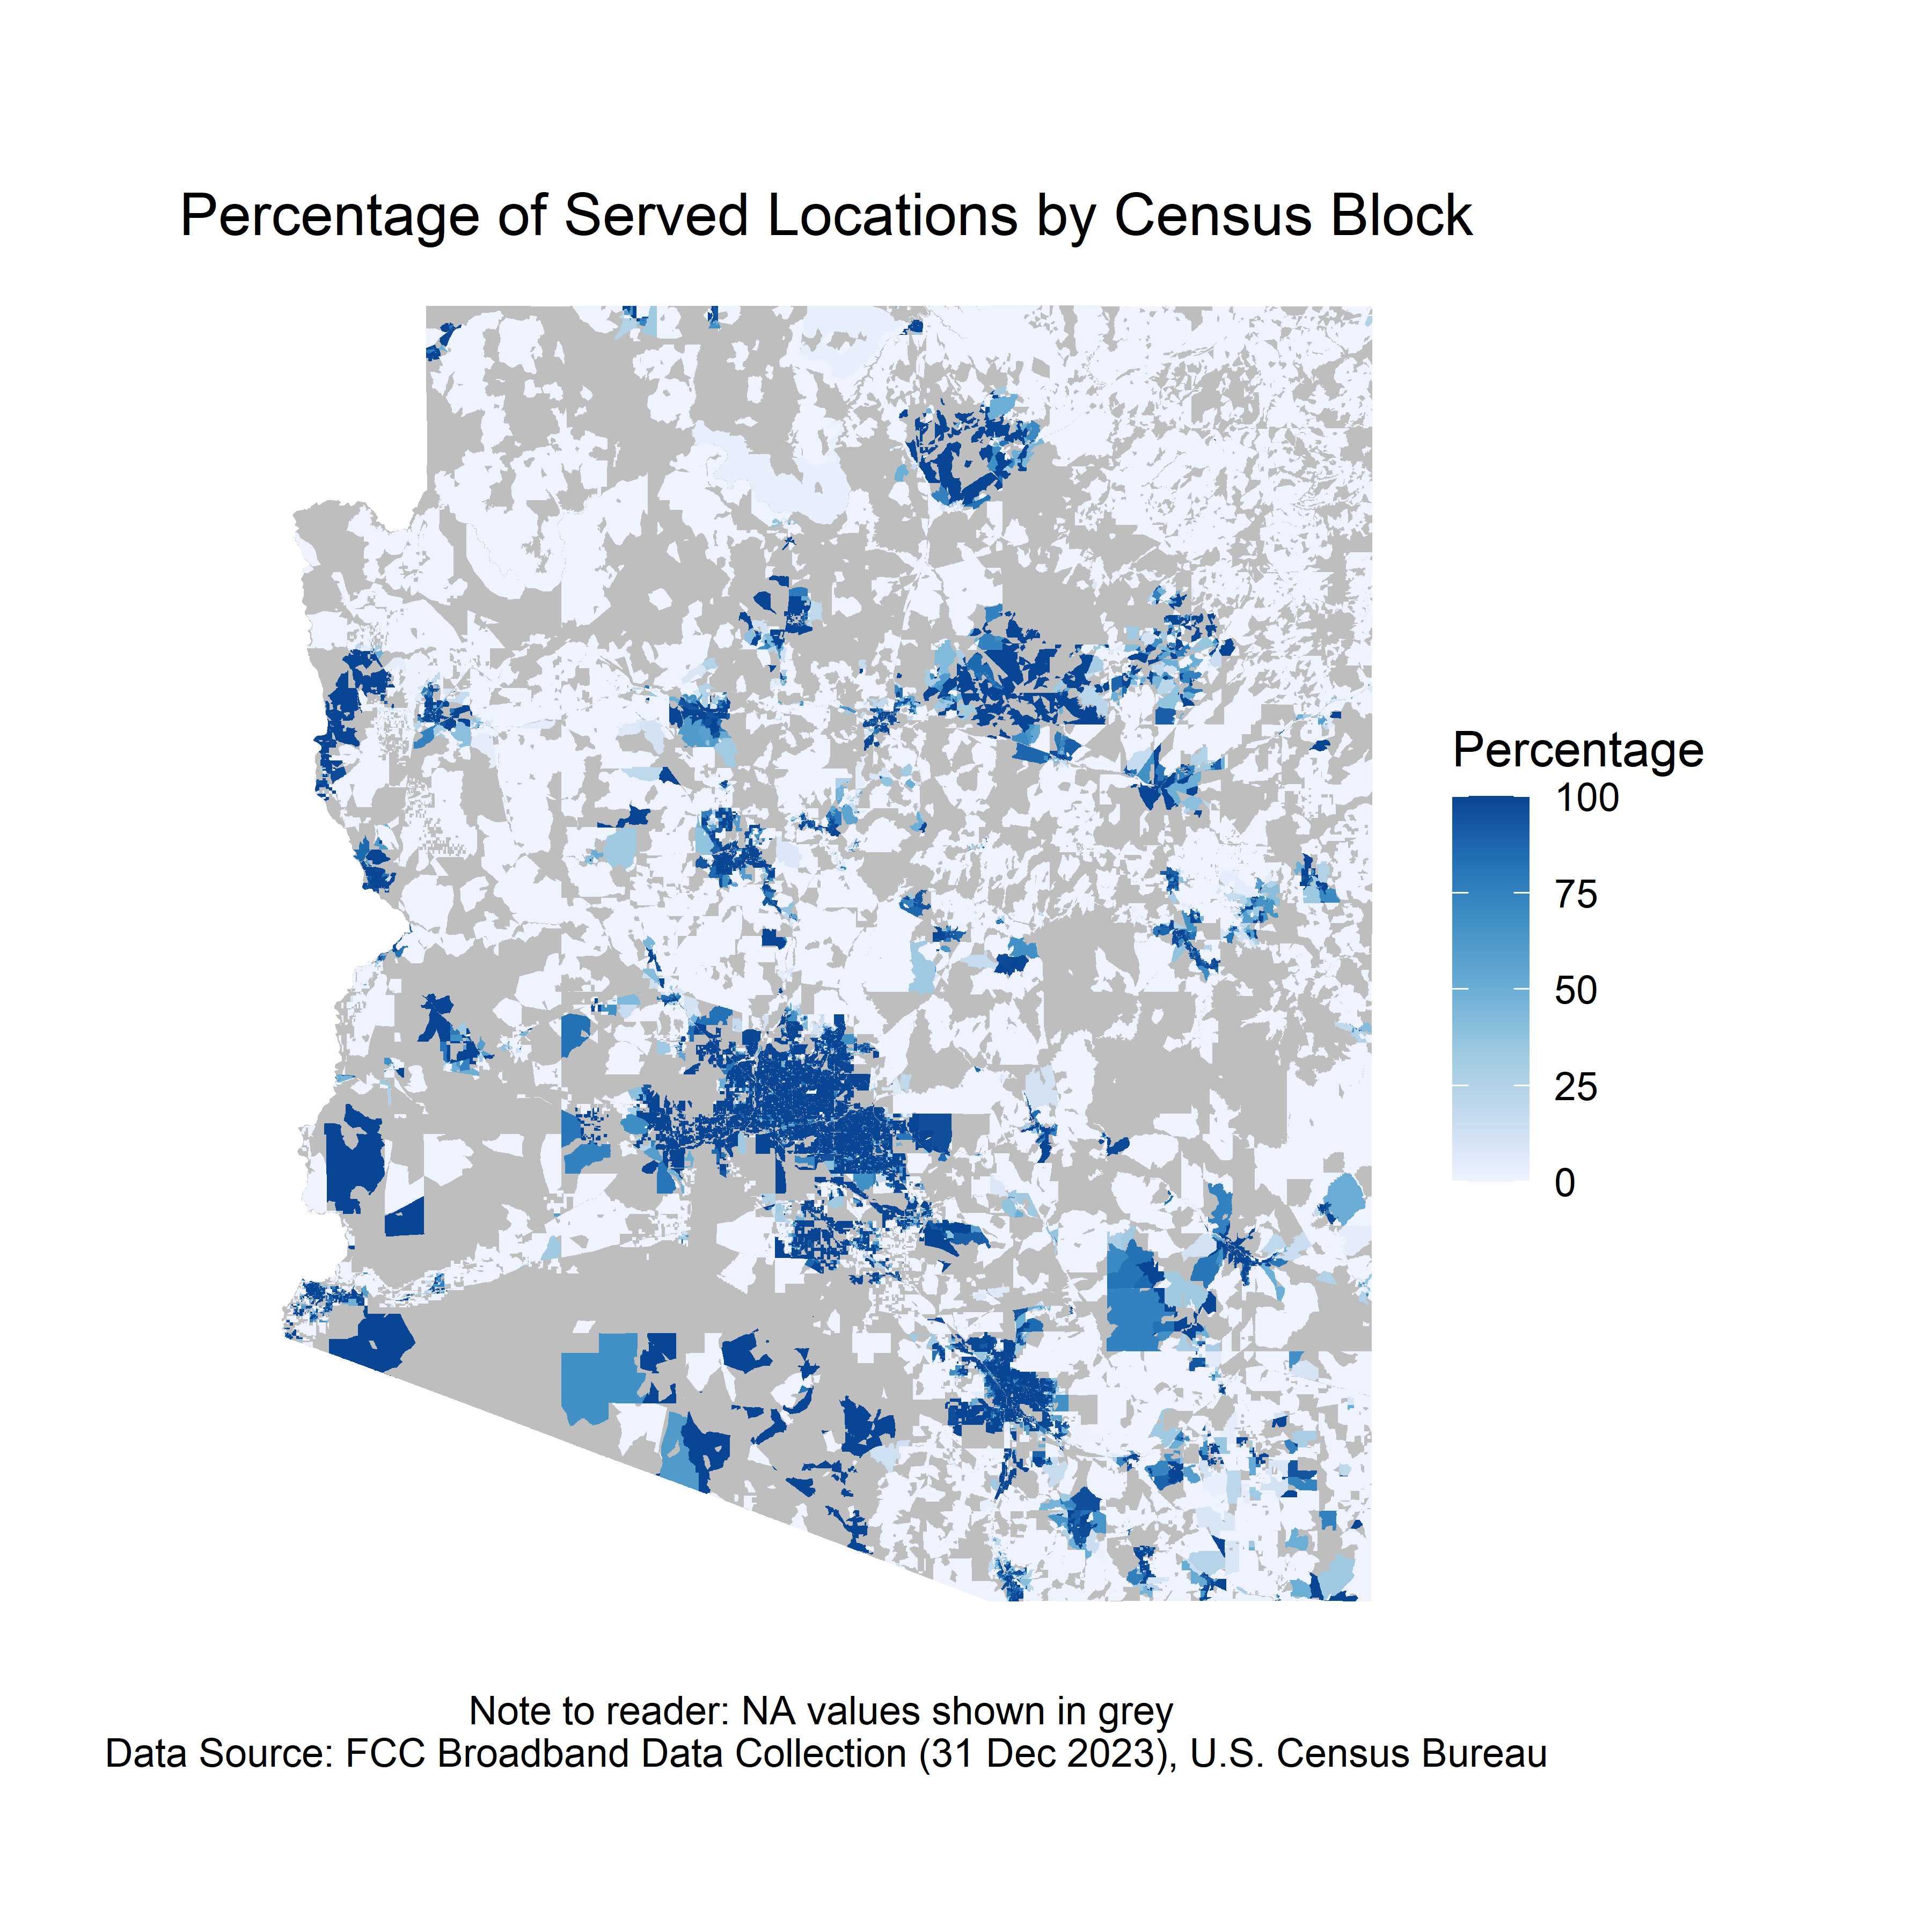 Percentage of Served Locations by Census Block
Percentage
100
75
50
25
0
Note to reader: NA values shown in grey
Data Source: FCC Broadband Data Collection (31 Dec 2023), U.S. Census Bureau